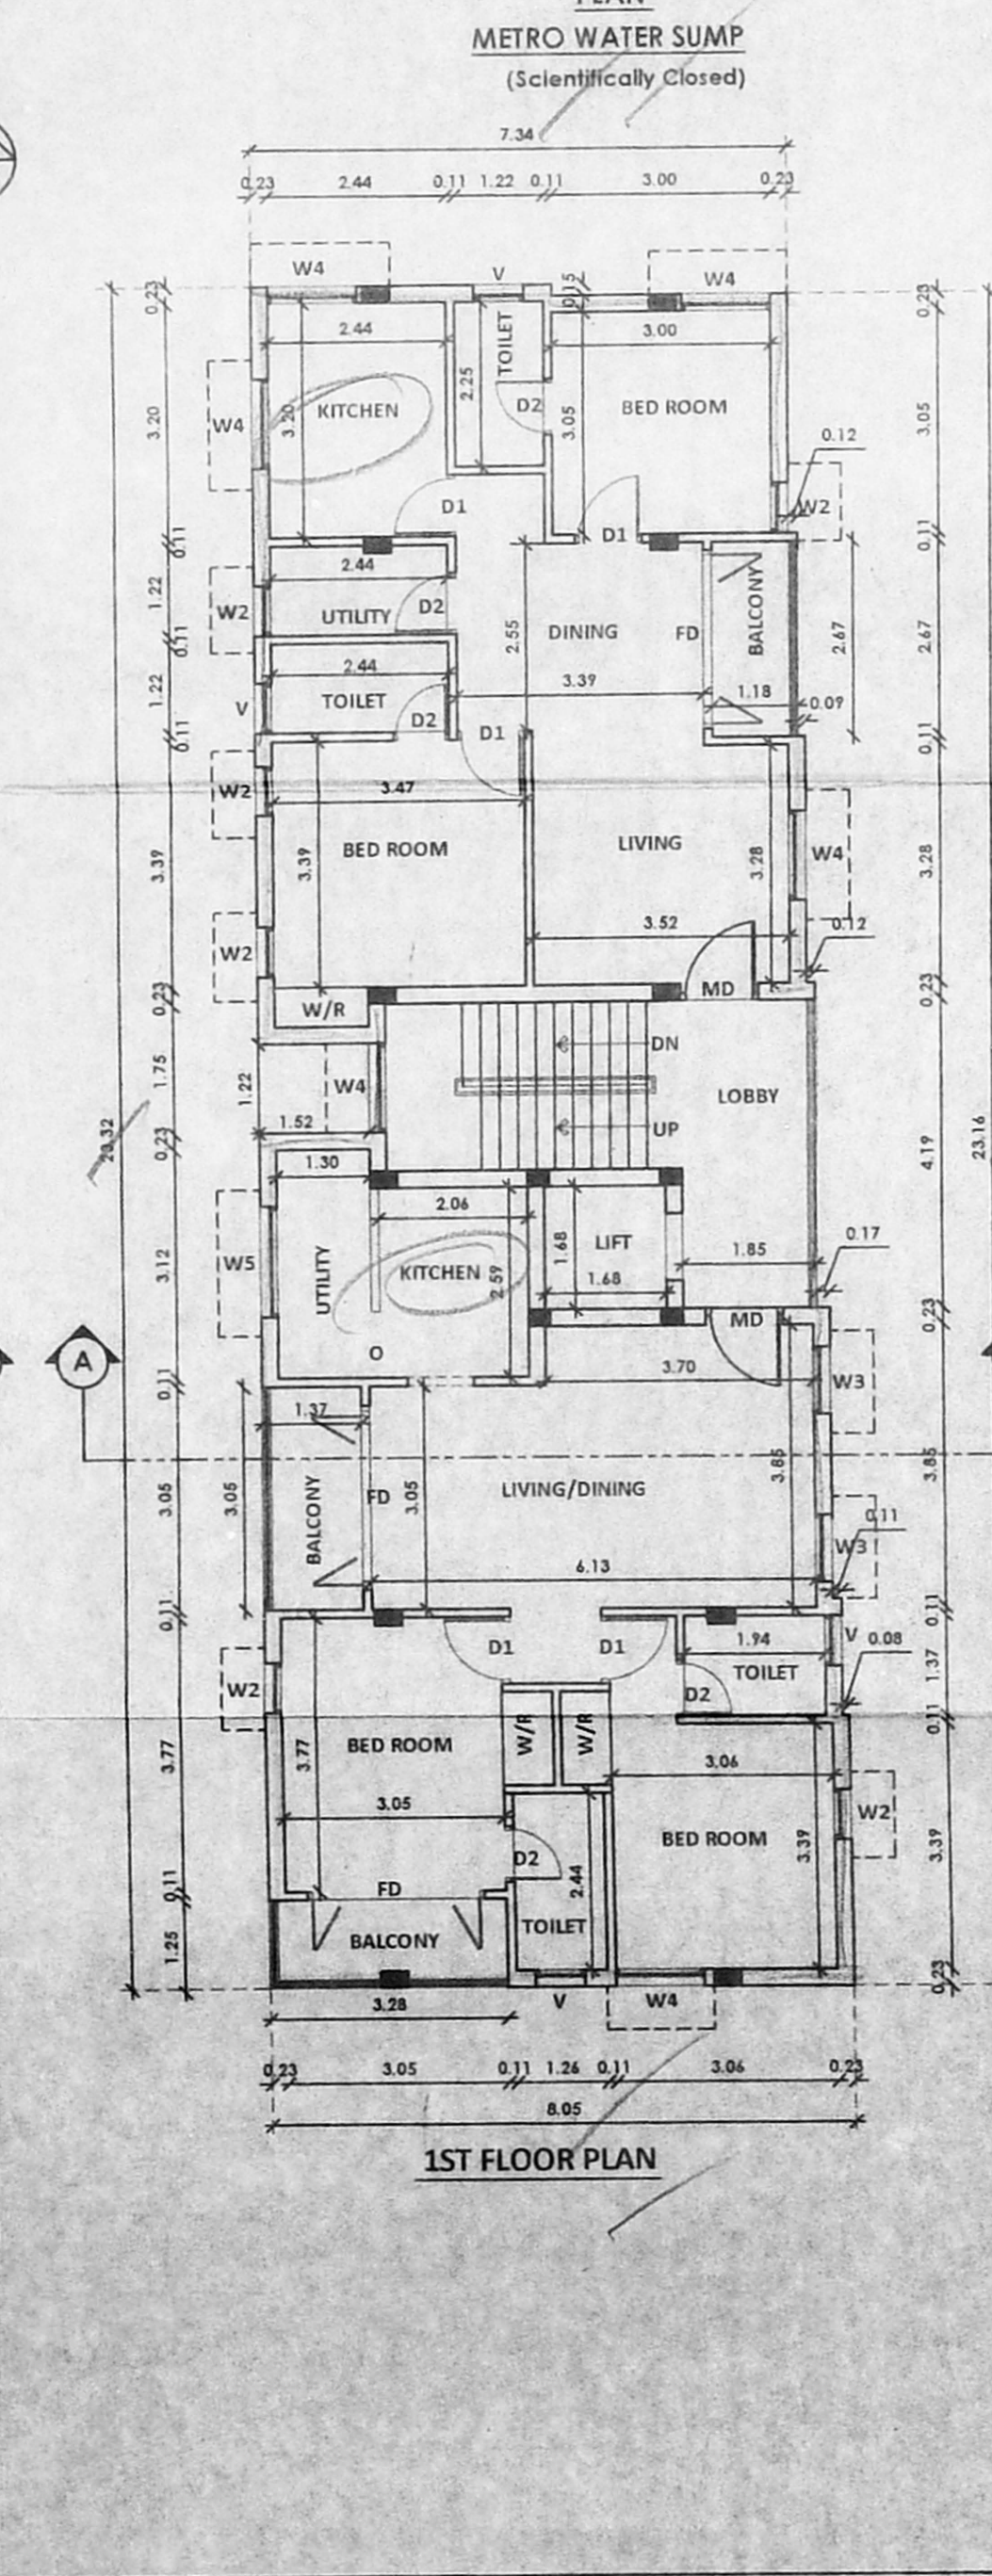 PLAN
METRO WATER SUMP
(Scientifically Closed)
7.34
0.23 2.44 0.11 1.22 0.11 3.00 0.23
W4 V W4
0.23 0.15 0.23
2.44 TOILET 3.00
3.20 W4 3.20 KITCHEN 2.25 D2 3.05 BED ROOM 3.05
0.12
D1 D1 W2
0.11 0.11
2.44
1.22 W2 UTILITY D2 2.55 DINING FD BALCONY 2.67 2.67
0.11
2.44 3.39 1.18 0.09
1.22 V TOILET D2 D1
0.11 0.11
W2 3.47
3.39 3.39 BED ROOM LIVING 3.28 W4 3.28
W2 3.52 0.12
0.23 MD 0.23
W/R
DN
1.75 1.22 W4 LOBBY
1.52 UP
23.32 0.23 4.19 23.16
1.30
2.06
3.12 W5 UTILITY KITCHEN 2.59 1.68 LIFT 1.85 0.17
1.68
MD 0.23
O 3.70
A 0.11 W3
1.37
3.05 3.05 BALCONY FD 3.05 LIVING/DINING 3.85 3.85
W3 0.11
6.13
0.11 0.11
D1 D1 1.94 V 0.08
TOILET 1.37
W2 D2
0.11
3.77 3.77 BED ROOM W/R W/R 3.06
3.05 W2
D2 BED ROOM 3.39 3.39
0.11 FD 2.44
1.25 BALCONY TOILET
0.23
3.28 V W4
0.23 3.05 0.11 1.26 0.11 3.06 0.23
8.05
1ST FLOOR PLAN